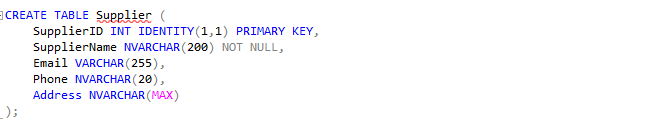 CREATE TABLE Supplier (
SupplierID INT IDENTITY(1,1) PRIMARY KEY,
SupplierName NVARCHAR(200) NOT NULL,
Email VARCHAR(255),
Phone NVARCHAR(20),
Address NVARCHAR(MAX)
);